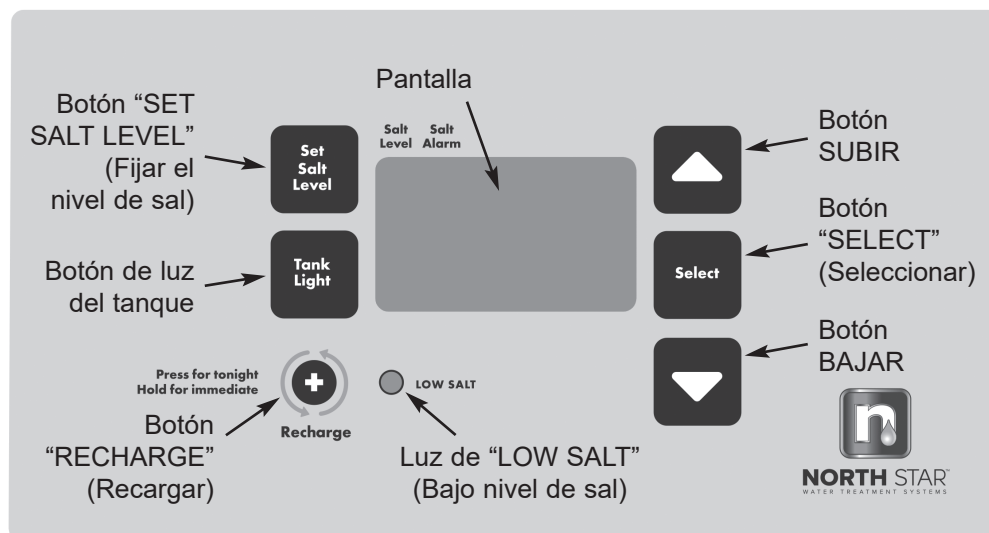 Pantalla
Botón “SET
SALT LEVEL”
(Fijar el
nivel de sal)
Set
Salt
Level
Salt
Level
Salt
Alarm
Botón
SUBIR
Botón de luz
del tanque
Tank
Light
Select
Botón
“SELECT”
(Seleccionar)
Botón
BAJAR
Press for tonight
Hold for immediate
Recharge
LOW SALT
Botón
“RECHARGE”
(Recargar)
Luz de “LOW SALT”
(Bajo nivel de sal)
n
NORTH STAR™
WATER TREATMENT SYSTEMS